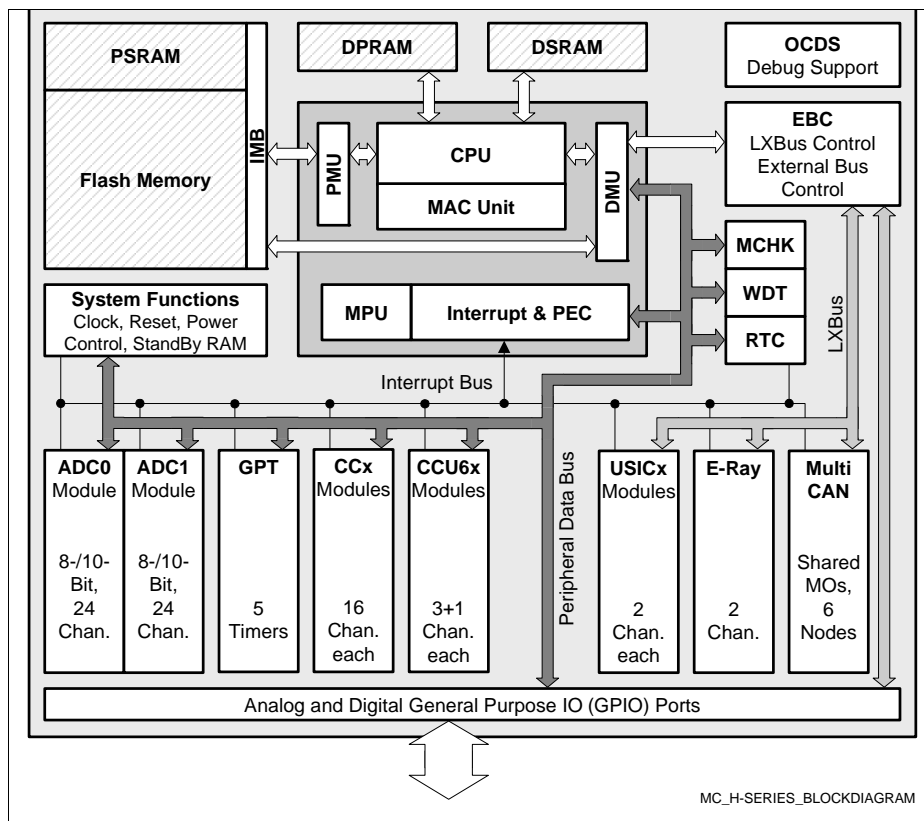 PSRAM
Flash Memory
IMB
DPRAM
DSRAM
OCDS
Debug Support
PMU
CPU
MAC Unit
DMU
EBC
LXBus Control
External Bus
Control
MPU
Interrupt & PEC
MCHK
WDT
RTC
LXBus
System Functions
Clock, Reset, Power
Control, StandBy RAM
Interrupt Bus
Peripheral Data Bus
ADC0
Module
8-/10-
Bit,
24
Chan.
ADC1
Module
8-/10-
Bit,
24
Chan.
GPT
5
Timers
CCx
Modules
16
Chan.
each
CCU6x
Modules
3+1
Chan.
each
USICx
Modules
2
Chan.
each
E-Ray
2
Chan.
Multi
CAN
Shared
MOs,
6
Nodes
Analog and Digital General Purpose IO (GPIO) Ports
MC_H-SERIES_BLOCKDIAGRAM